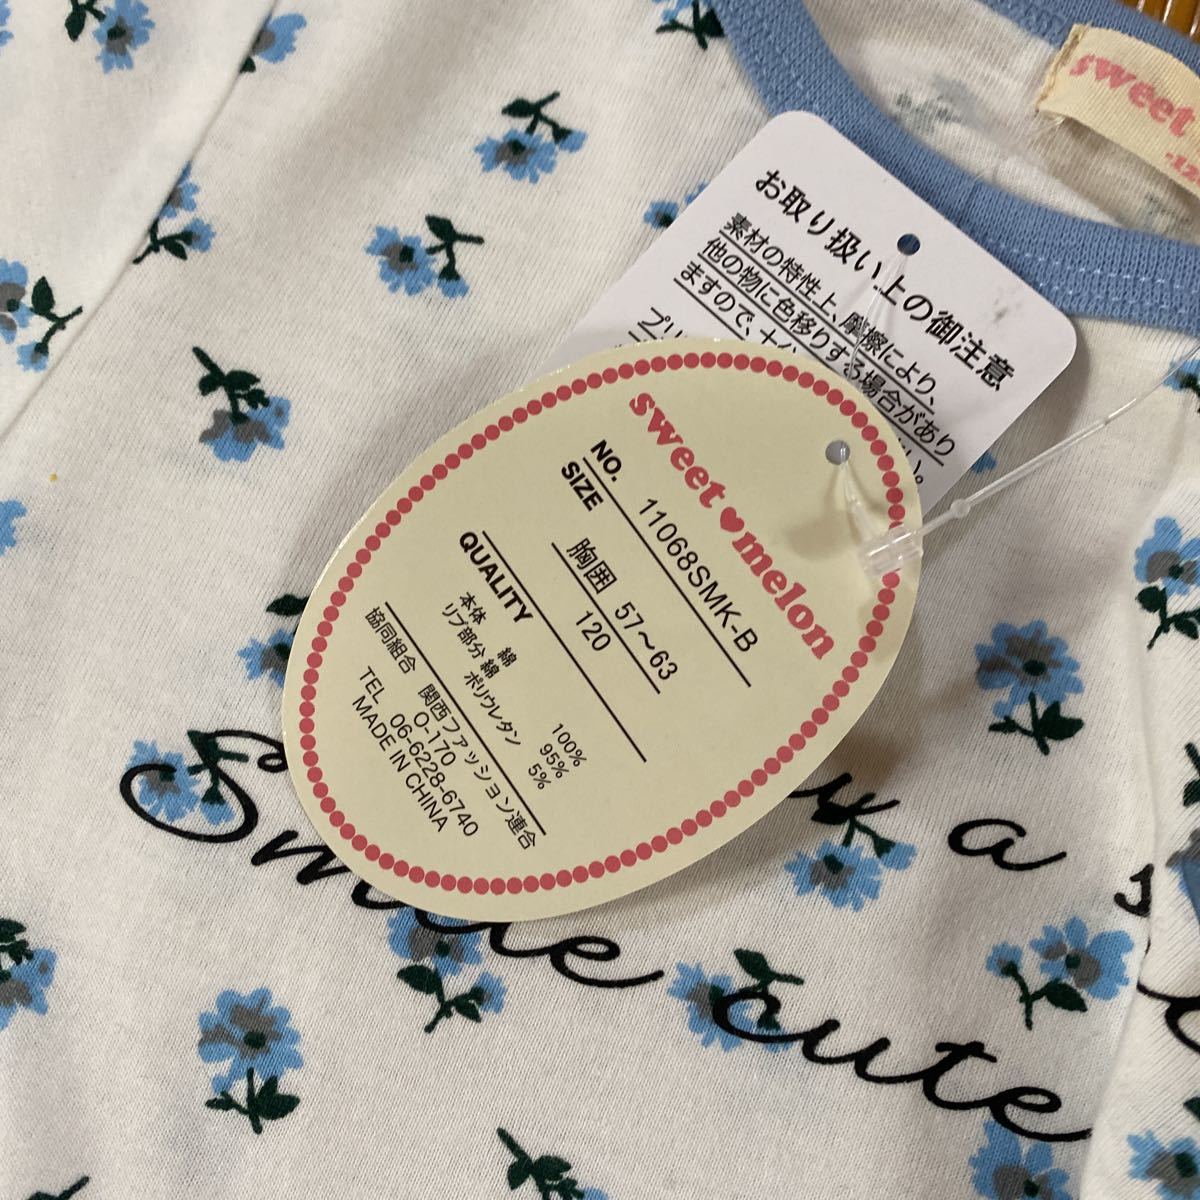 sweet
お取り扱い上の御注意
素材の特性上、摩擦により、
他の物に色移りする場合があり
ますので、十分
プリ
sweet♥melon
NO. 11068SMK-B
SIZE
胸囲 57〜63
120
QUALITY
本体 綿 100%
リブ部分 綿 95%
ポリウレタン 5%
協同組合 関西ファッション連合
O-170
TEL 06-6228-6740
MADE IN CHINA
a
cute